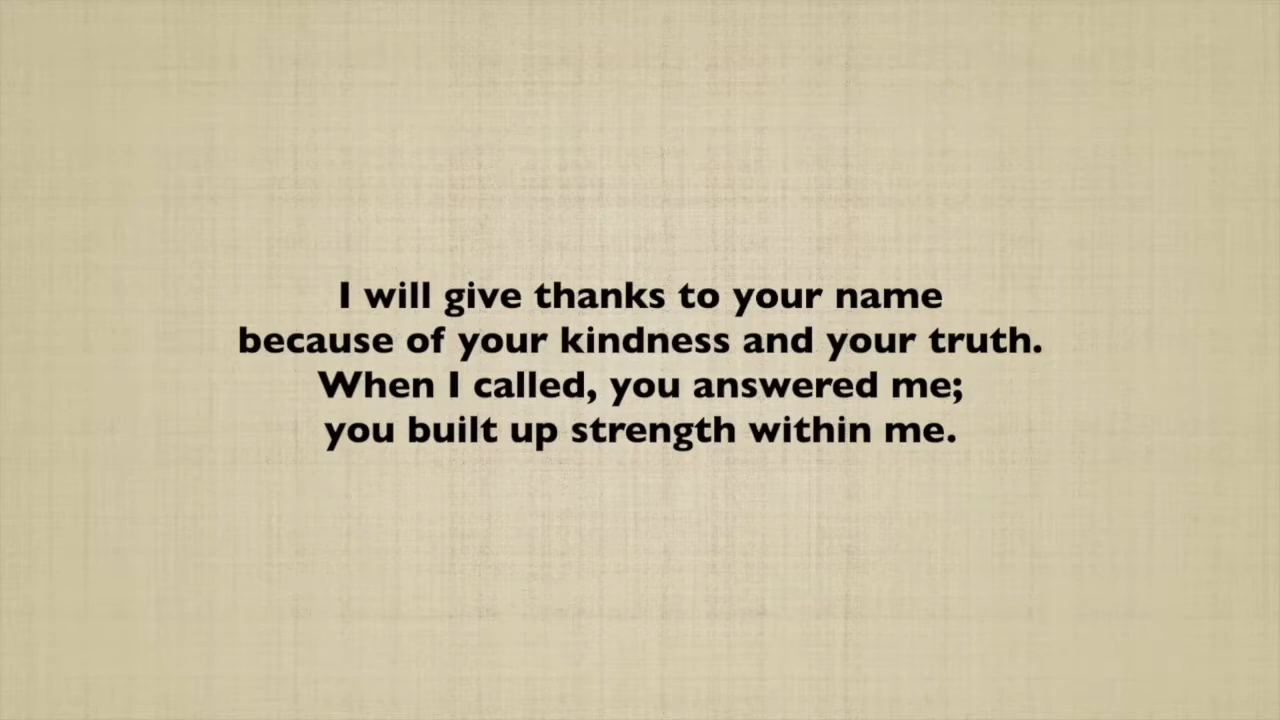 I will give thanks to your name
because of your kindness and your truth.
When I called, you answered me;
you built up strength within me.